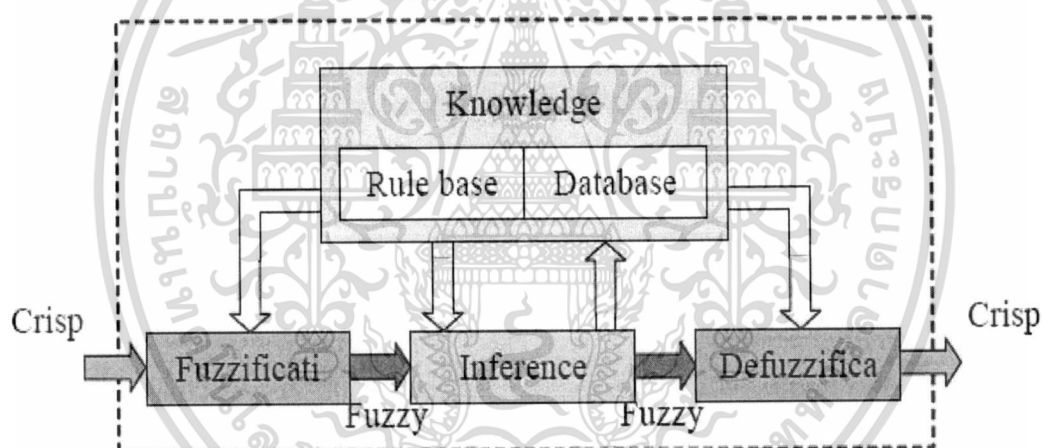 Knowledge
Rule base
Database
Crisp
Crisp
Fuzzificati
Inference
Defuzzifica
Fuzzy
Fuzzy